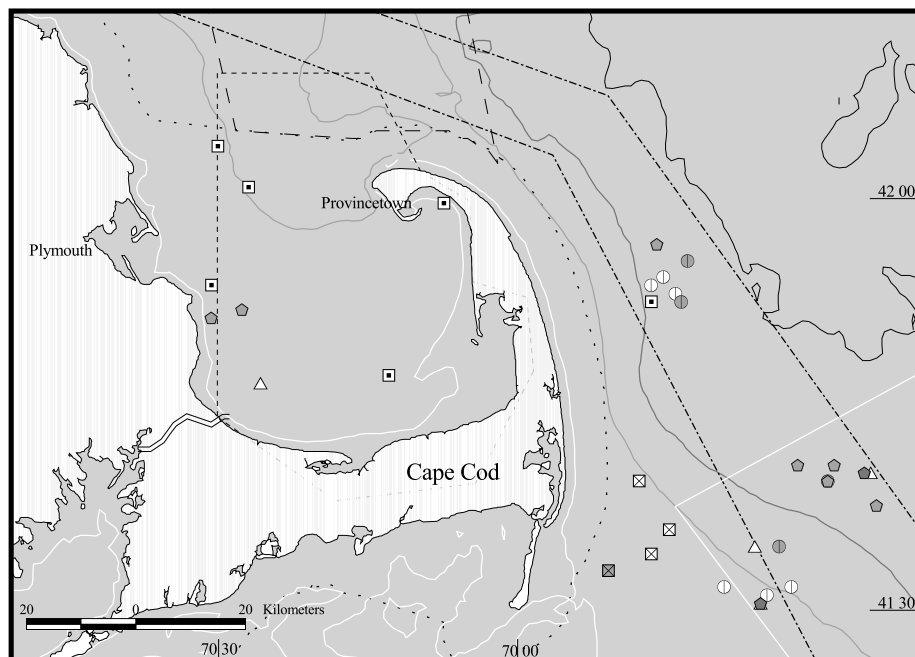 42 00
Provincetown
Plymouth
Cape Cod
41 30
20 0 20 Kilometers
70 30' 70 00'